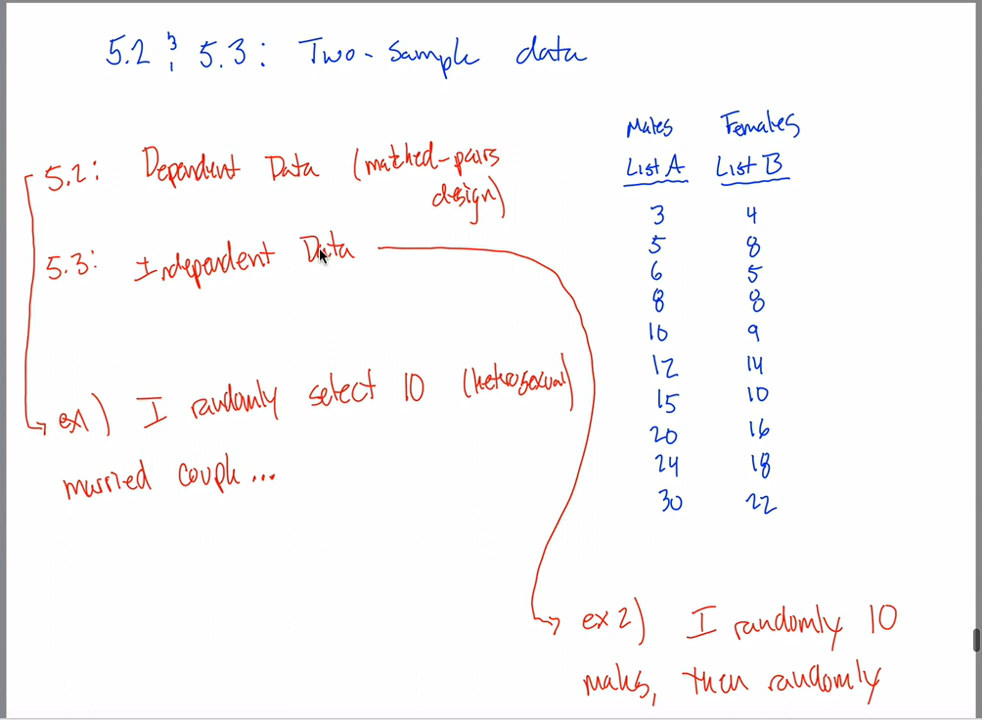 5.2 & 5.3: Two-Sample data
5.2: Dependent Data (matched-pairs
design)
5.3: Independent Data
ex1) I randomly select 10 (hetrosexual)
married couple...
Males Females
List A List B
3 4
5 8
6 5
8 8
10 9
12 14
15 10
20 16
24 18
30 22
ex2) I randomly 10
males, then randomly